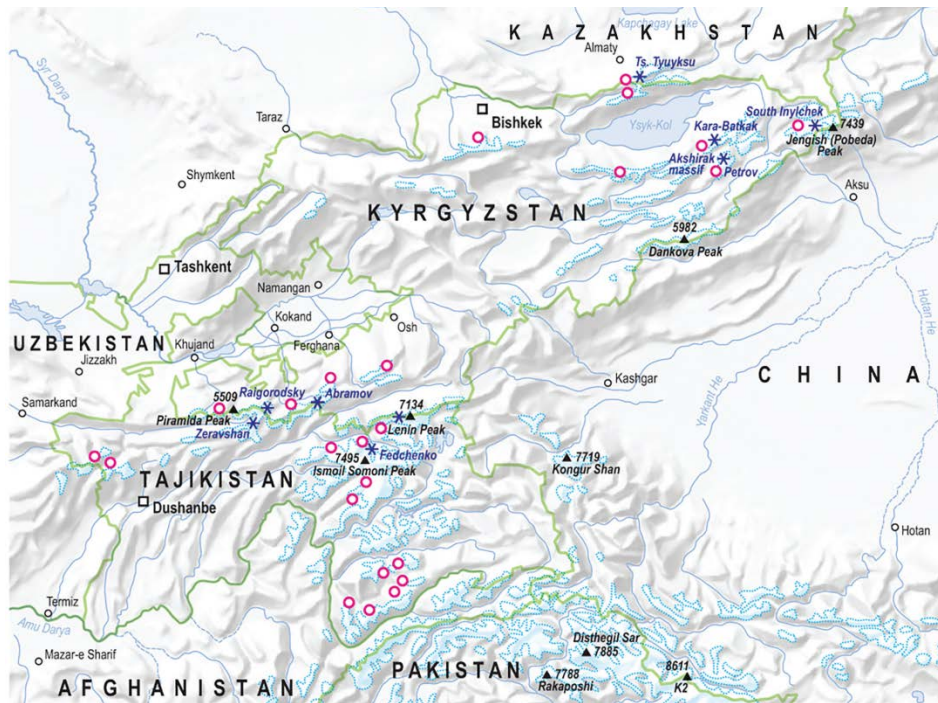 Kapchagay Lake
KAZAKHSTAN
Almaty
Ts. Tyuyksu
Syr Darya
Taraz
Bishkek
Ysyk-Kol
Kara-Batkak
South Inylchek
7439
Jengish (Pobeda)
Peak
Akshirak
massif
Petrov
Shymkent
Aksu
KYRGYZSTAN
5982
Dankova Peak
Tashkent
Namangan
Hotan He
Kokand
Osh
UZBEKISTAN
Khujand
Ferghana
Jizzakh
CHINA
Kashgar
Yarkant He
Samarkand
5509
Raigorodsky
Abramov
7134
Piramida Peak
Lenin Peak
Zeravshan
Fedchenko
7495
Ismoil Somoni Peak
7719
Kongur Shan
TAJIKISTAN
Dushanbe
Hotan
Termiz
Amu Darya
Mazar-e Sharif
Disthegil Sar
7885
PAKISTAN
8611
K2
7788
Rakaposhi
AFGHANISTAN